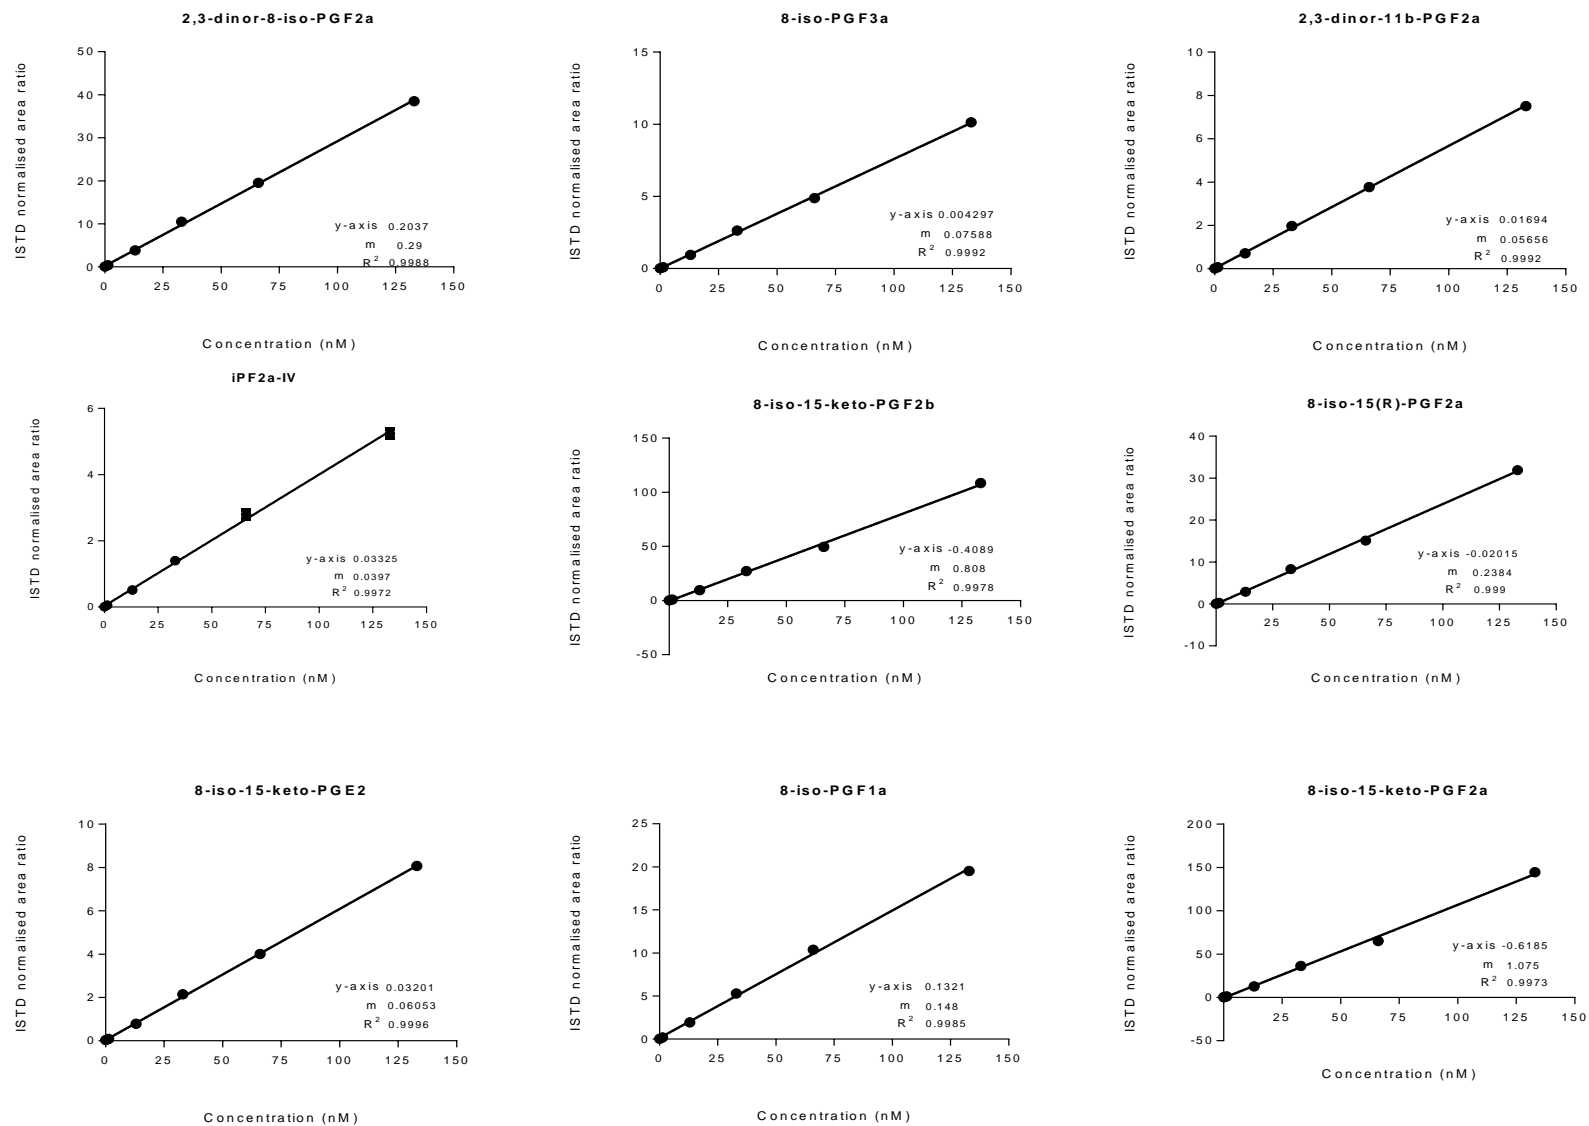 2,3-dinor-8-iso-PGF2a
ISTD normalised area ratio
50
40
30
20
10
0
0 25 50 75 100 125 150
y-axis 0.2037
m 0.29
R2 0.9988
Concentration (nM)
8-iso-PGF3a
ISTD normalised area ratio
15
10
5
0
0 25 50 75 100 125 150
y-axis 0.004297
m 0.07588
R2 0.9992
Concentration (nM)
2,3-dinor-11b-PGF2a
ISTD normalised area ratio
10
8
6
4
2
0
0 25 50 75 100 125 150
y-axis 0.01694
m 0.05656
R2 0.9992
Concentration (nM)
iPF2a-IV
ISTD normalised area ratio
6
4
2
0
0 25 50 75 100 125 150
y-axis 0.03325
m 0.0397
R2 0.9972
Concentration (nM)
8-iso-15-keto-PGF2b
ISTD normalised area ratio
150
100
50
0
-50
25 50 75 100 125 150
y-axis -0.4089
m 0.808
R2 0.9978
Concentration (nM)
8-iso-15(R)-PGF2a
ISTD normalised area ratio
40
30
20
10
0
-10
25 50 75 100 125 150
y-axis -0.02015
m 0.2384
R2 0.999
Concentration (nM)
8-iso-15-keto-PGE2
ISTD normalised area ratio
10
8
6
4
2
0
0 25 50 75 100 125 150
y-axis 0.03201
m 0.06053
R2 0.9996
Concentration (nM)
8-iso-PGF1a
ISTD normalised area ratio
25
20
15
10
5
0
0 25 50 75 100 125 150
y-axis 0.1321
m 0.148
R2 0.9985
Concentration (nM)
8-iso-15-keto-PGF2a
ISTD normalised area ratio
200
150
100
50
0
-50
25 50 75 100 125 150
y-axis -0.6185
m 1.075
R2 0.9973
Concentration (nM)